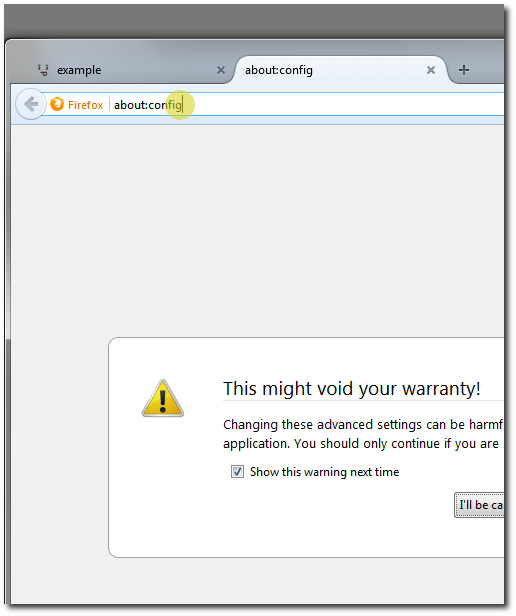 example
about:config
Firefox
about:config
This might void your warranty!
Changing these advanced settings can be harmf
application. You should only continue if you are
Show this warning next time
I'll be ca